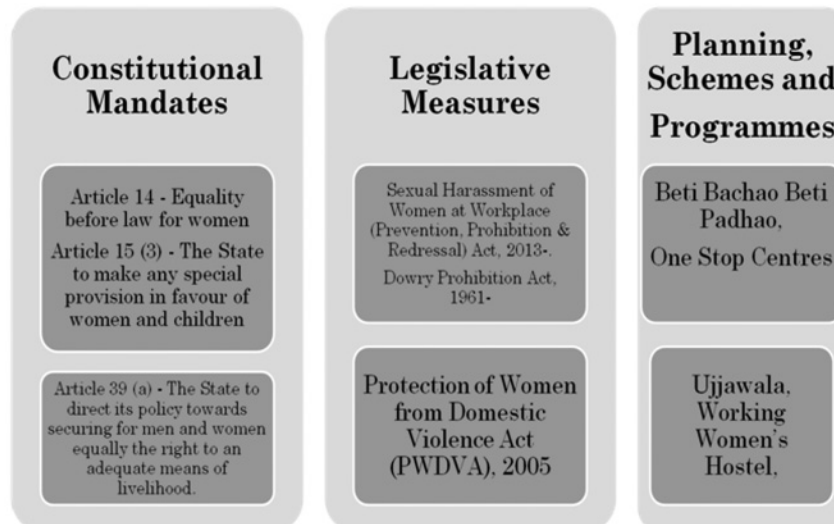 Constitutional
Mandates
Article 14 - Equality
before law for women
Article 15 (3) - The State
to make any special
provision in favour of
women and children
Article 39 (a) - The State to
direct its policy towards
securing for men and women
equally the right to an
adequate means of
livelihood.
Legislative
Measures
Sexual Harassment of
Women at Workplace
(Prevention, Prohibition &
Redressal) Act, 2013-.
Dowry Prohibition Act,
1961-
Protection of Women
from Domestic
Violence Act
(PWDVA), 2005
Planning,
Schemes and
Programmes
Beti Bachao Beti
Padhao,
One Stop Centres
Ujjawala,
Working
Women's
Hostel,